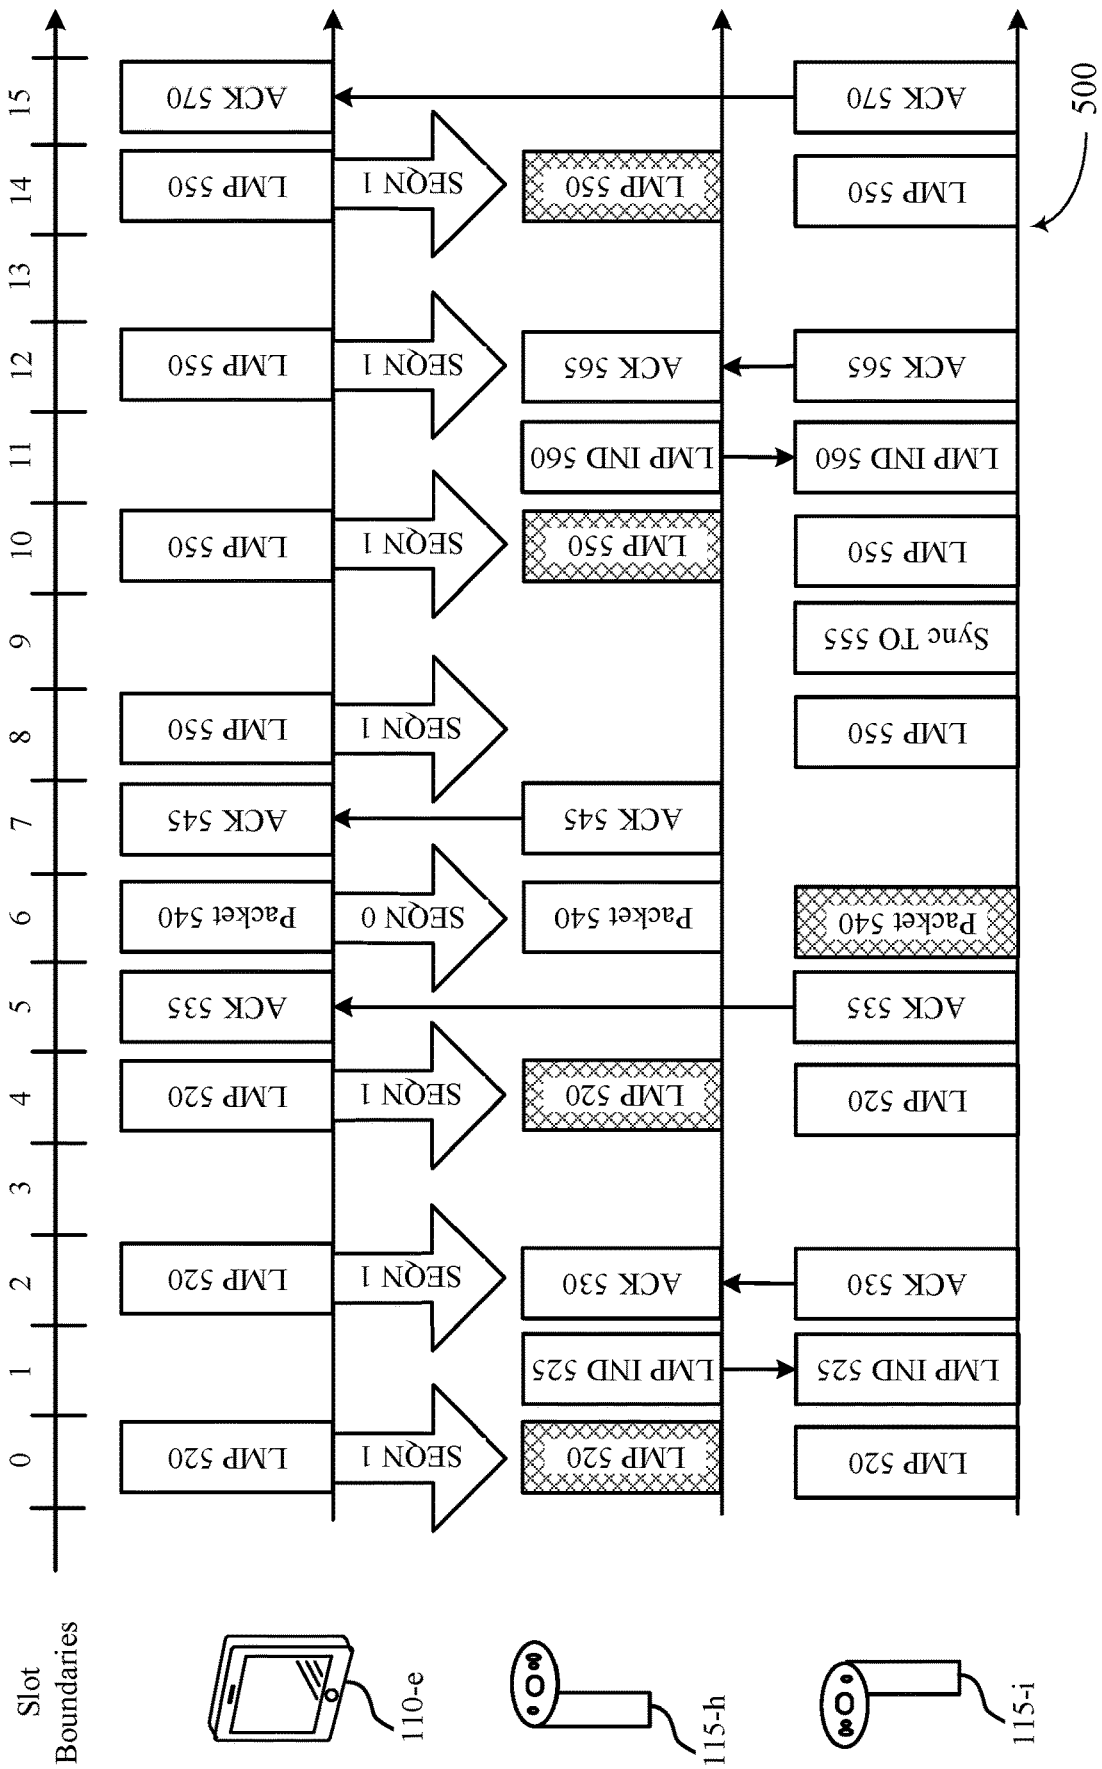 Slot
Boundaries
0
1
2
3
4
5
6
7
8
9
10
11
12
13
14
15
110-e
LMP 520
LMP 520
LMP 520
ACK 535
Packet 540
ACK 545
LMP 550
LMP 550
LMP 550
LMP 550
ACK 570
SEQN 1
SEQN 1
SEQN 1
SEQN 0
SEQN 1
SEQN 1
SEQN 1
SEQN 1
115-h
LMP 520
LMP IND 525
ACK 530
LMP 520
Packet 540
ACK 545
LMP 550
LMP IND 560
ACK 565
LMP 550
115-i
LMP 520
LMP IND 525
ACK 530
LMP 520
ACK 535
Packet 540
LMP 550
Sync TO 555
LMP 550
LMP IND 560
ACK 565
LMP 550
ACK 570
500